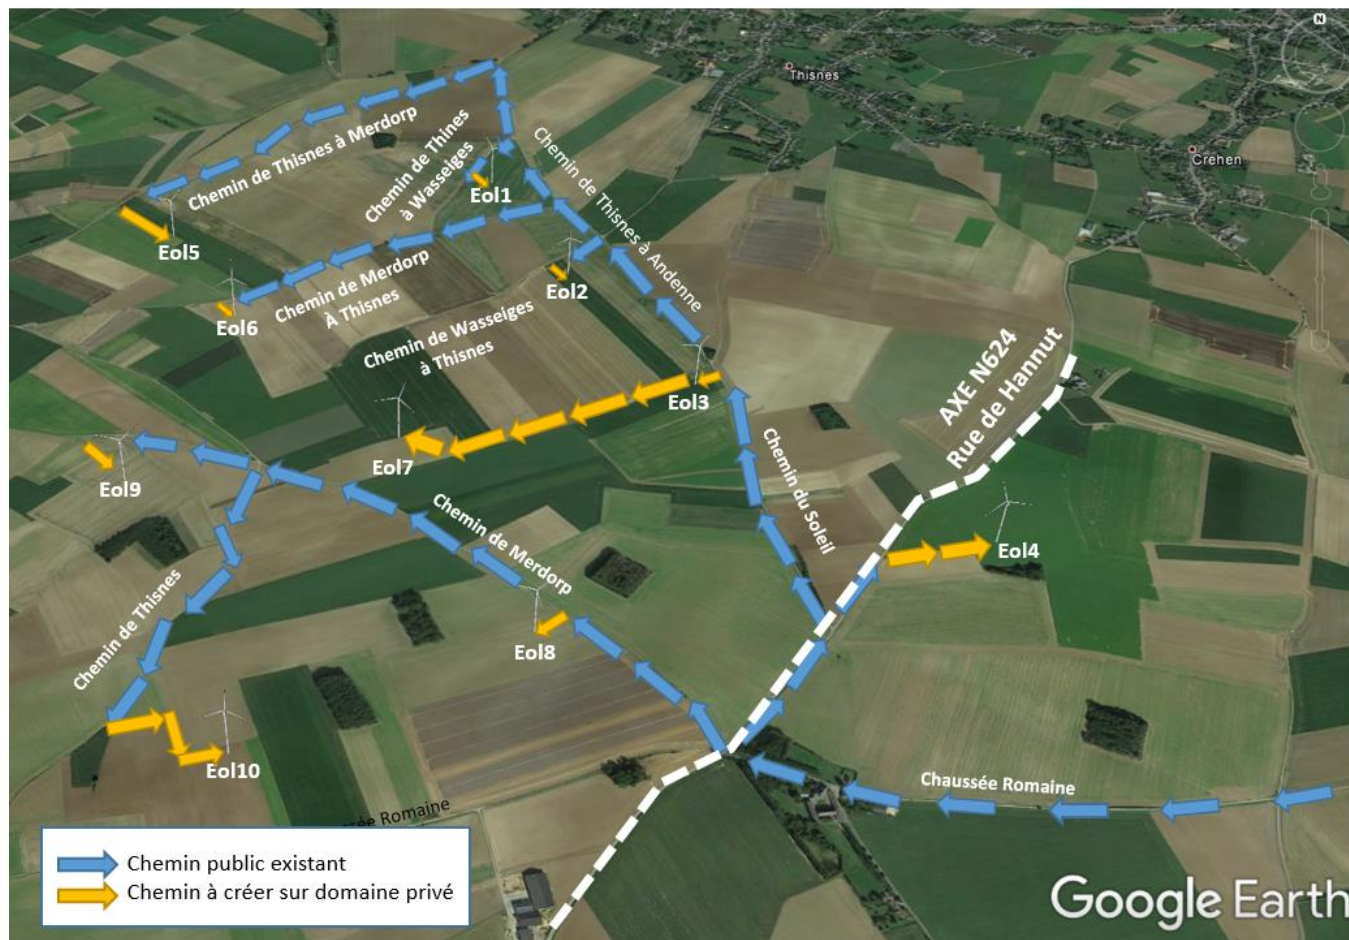 N
Thisnes
Crehen
Chemin de Thisnes à Merdorp
Chemin de Thines
à Wasseiges
Chemin de Thisnes à Andenne
Eol1
Eol5
Eol2
Eol6
Chemin de Merdorp
À Thisnes
Chemin de Wasseiges
à Thisnes
Eol3
AXE N624
Rue de Hannut
Eol7
Eol9
Chemin du Soleil
Chemin de Merdorp
Eol4
Chemin de Thisnes
Eol8
Eol10
Chaussée Romaine
sée Romaine
Chemin public existant
Chemin à créer sur domaine privé
Google Earth